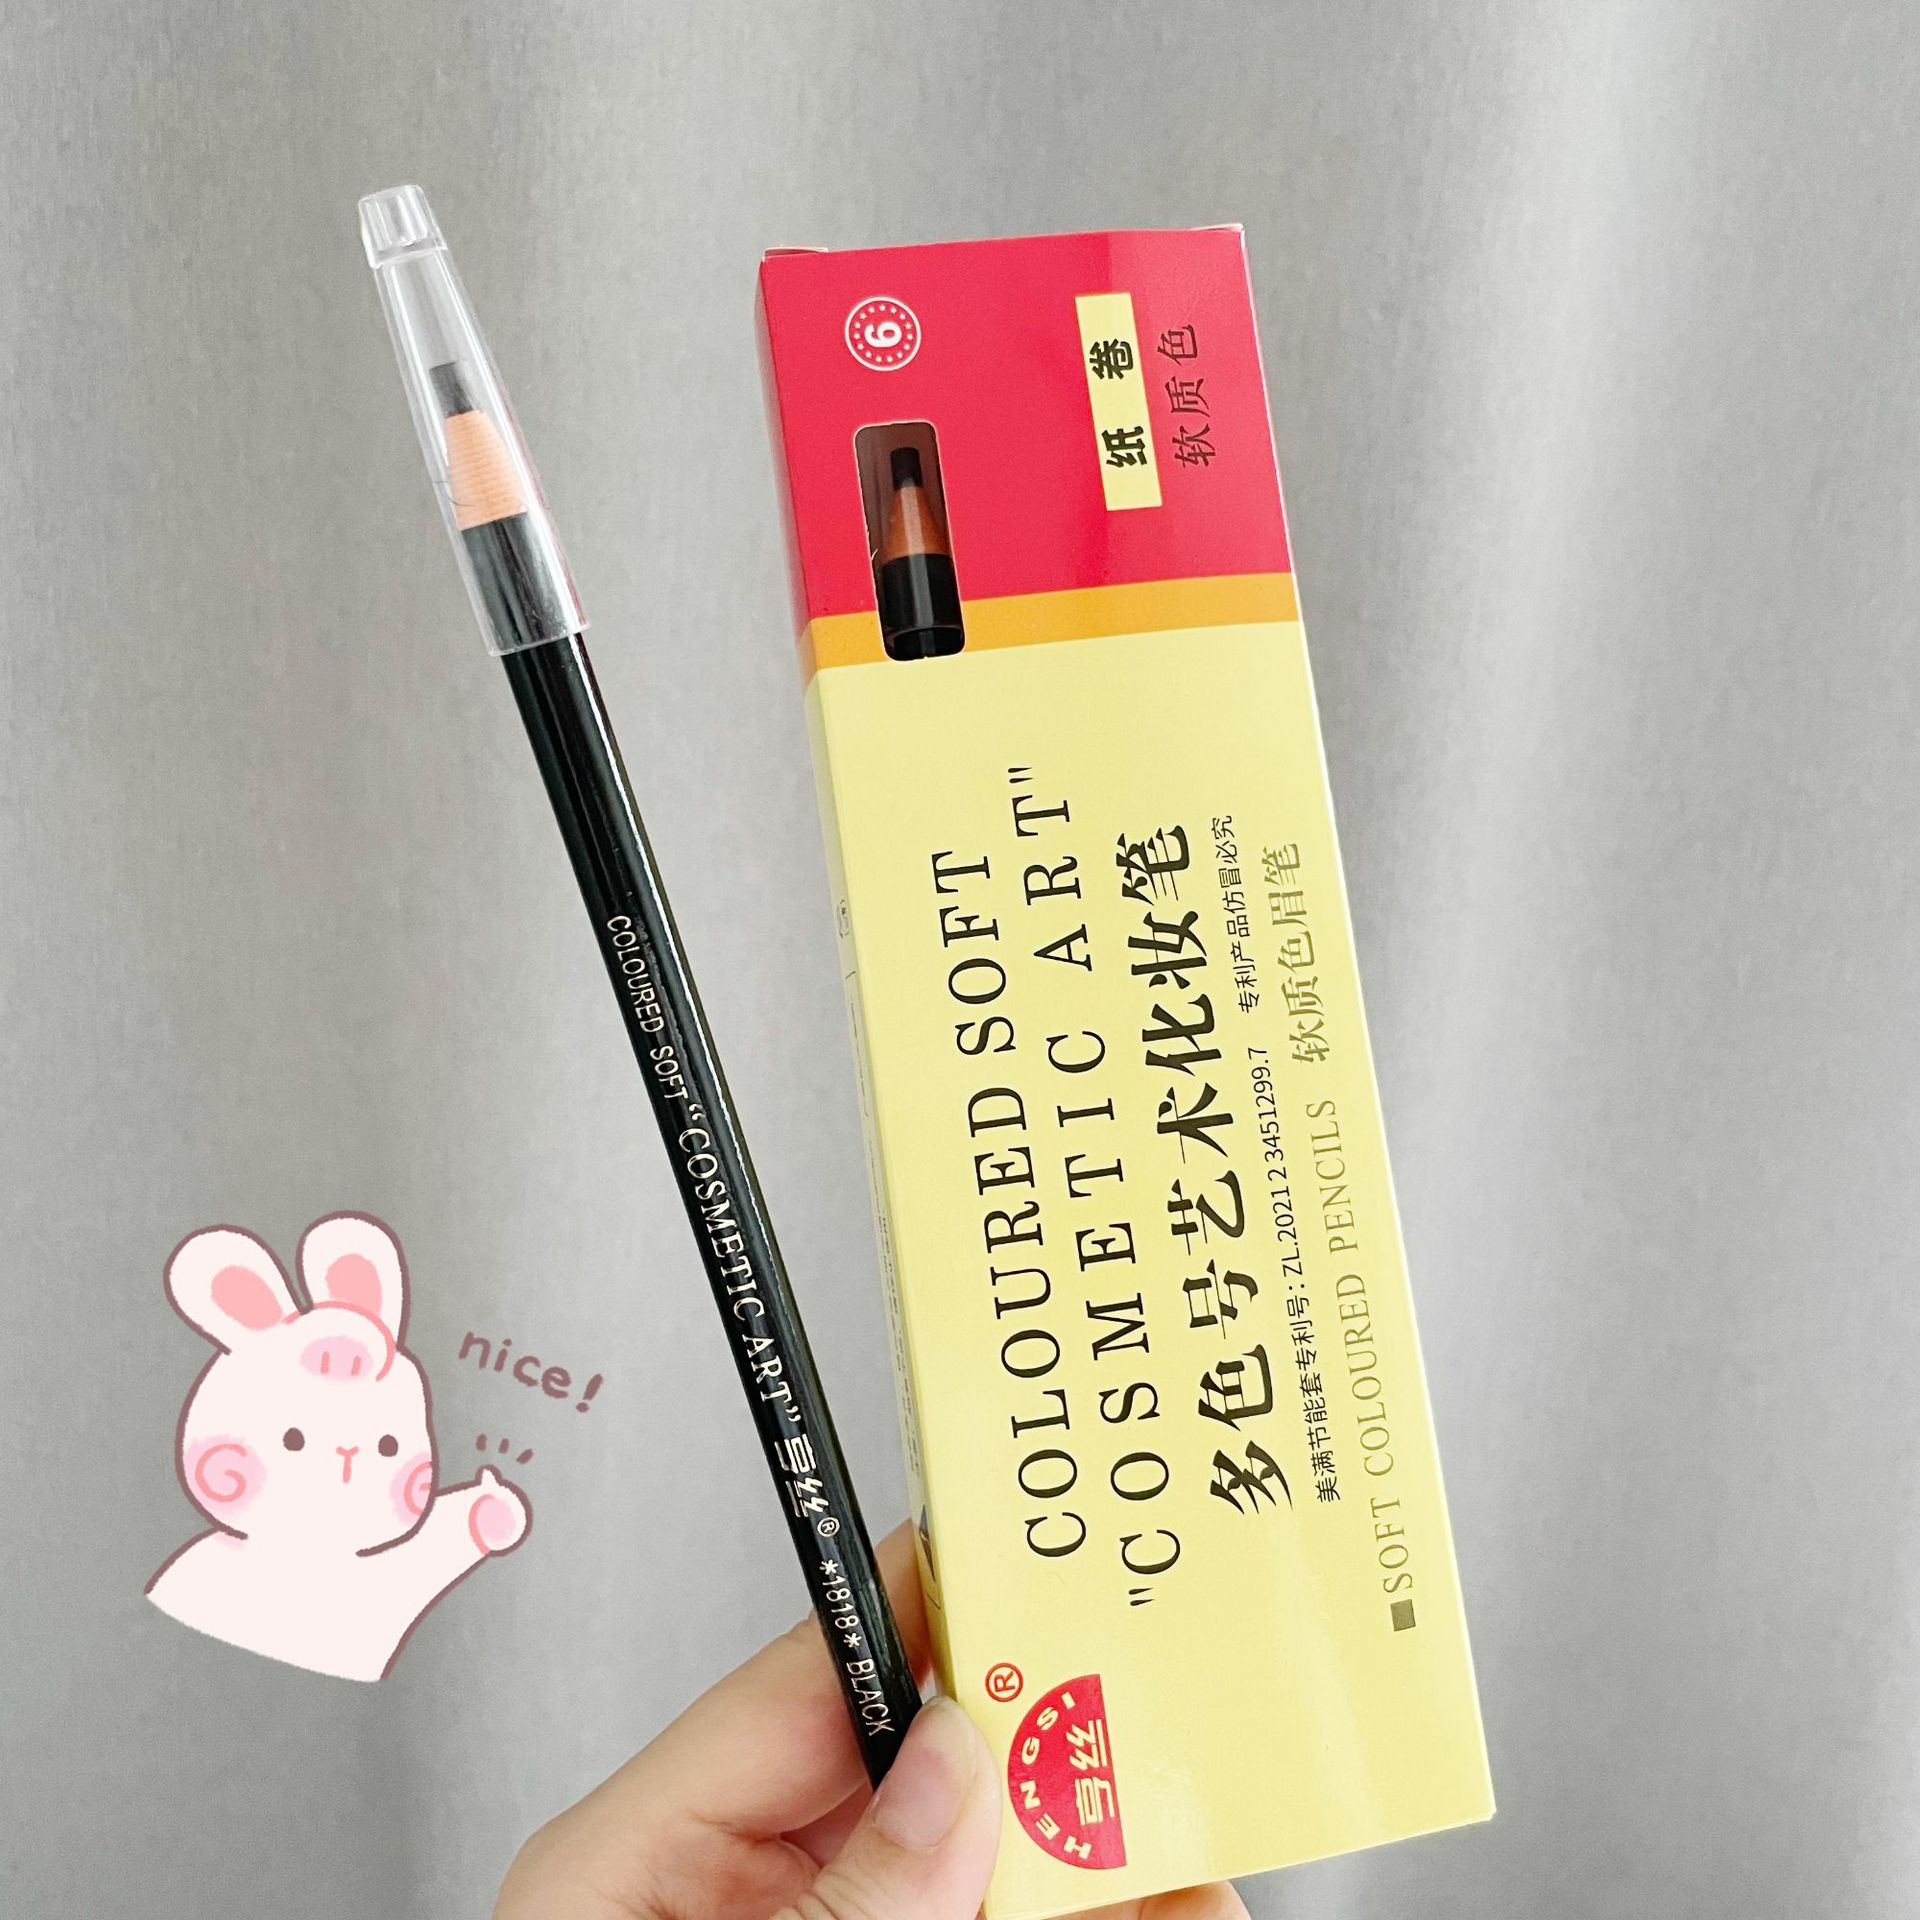 COLOURED SOFT "COSMETIC ART" 亨丝® *1818* BLACK
6
纸卷
软质色
COLOURED SOFT
"COSMETIC ART"
多色号艺术化妆笔
美满节能套专利号:ZL.2021 2 3451299.7 专利产品仿冒必究
■SOFT COLOURED PENCILS 软质色眉笔
®
HENGSI
亨丝
nice!